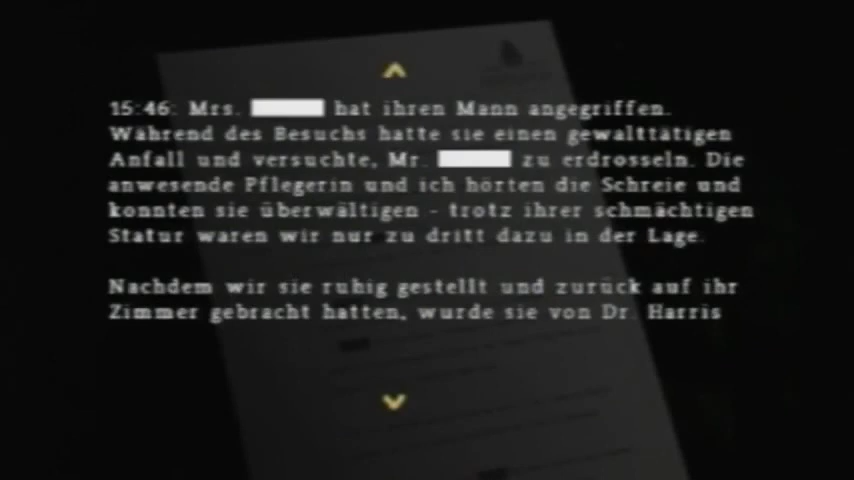 15:46: Mrs. hat ihren Mann angegriffen.
Während des Besuchs hatte sie einen gewalttätigen
Anfall und versuchte, Mr. zu erdrosseln. Die
anwesende Pflegerin und ich hörten die Schreie und
konnten sie überwältigen - trotz ihrer schmächtigen
Statur waren wir nur zu dritt dazu in der Lage.
Nachdem wir sie ruhig gestellt und zurück auf ihr
Zimmer gebracht hatten, wurde sie von Dr. Harris